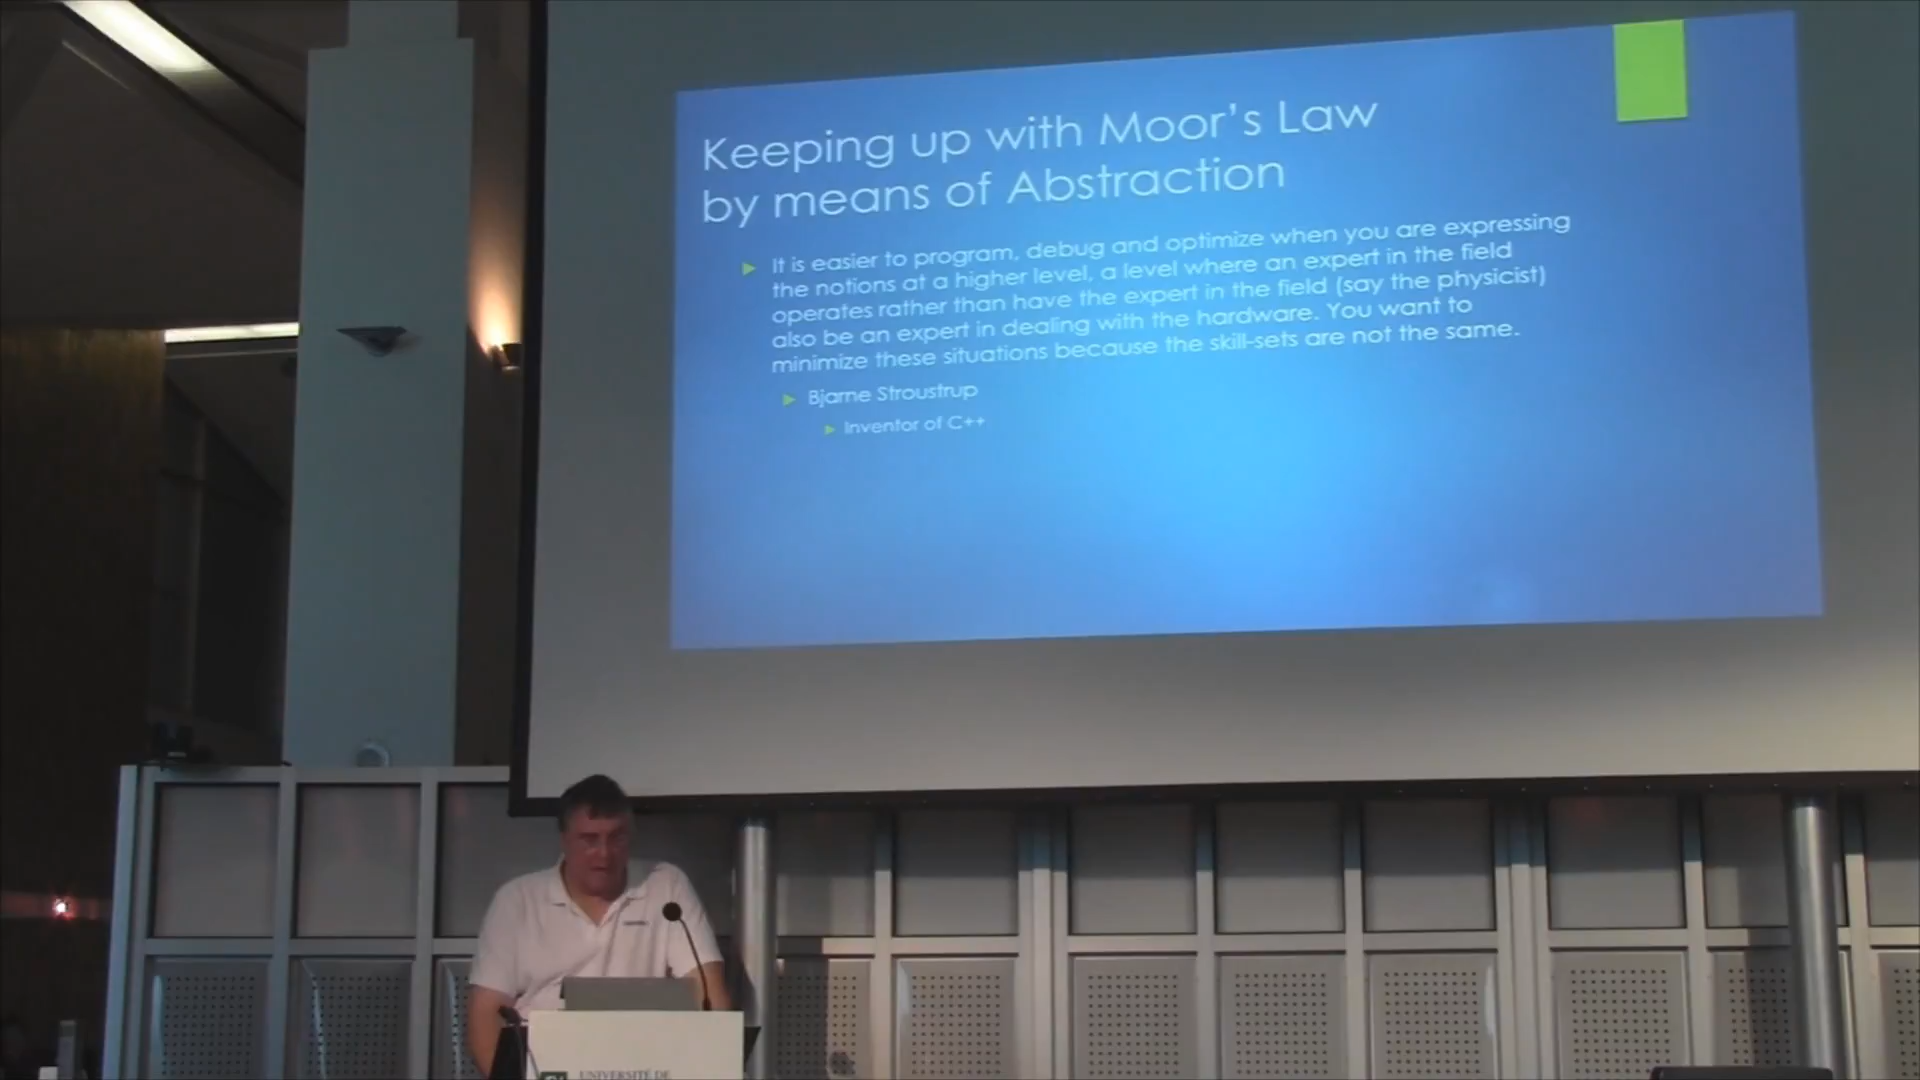 Keeping up with Moor's Law
by means of Abstraction
It is easier to program, debug and optimize when you are expressing
the notions at a higher level, a level where an expert in the field
operates rather than have the expert in the field (say the physicist)
also be an expert in dealing with the hardware. You want to
minimize these situations because the skill-sets are not the same.
Bjarne Stroustrup
Inventor of C++
UNIVERSITÉ DE